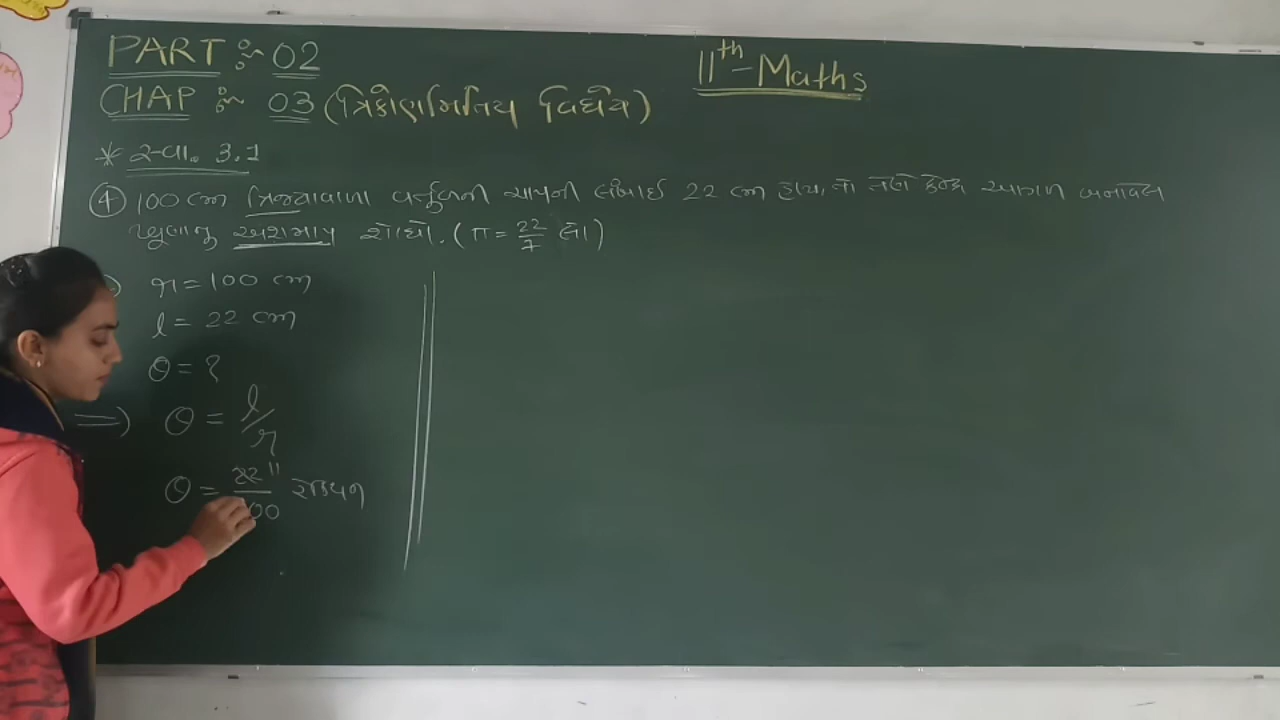 PART :- 02
11th - Maths
CHAP :- 03 (ત્રિકોણમિતિય વિધેય)
* સ્વા. 3.1
④ 100 cm ત્રિજ્યાવાળા વર્તુળની ચાપની લંબાઈ 22 cm હોય, તો તેણે કેન્દ્ર આગળ બનાવેલ
ખૂણાનુ અંશમાપ શોધો. (π = 22/7 લો)
r = 100 cm
l = 22 cm
θ = ?
=> θ = l/r
θ = 22 11/100 રેડિયન